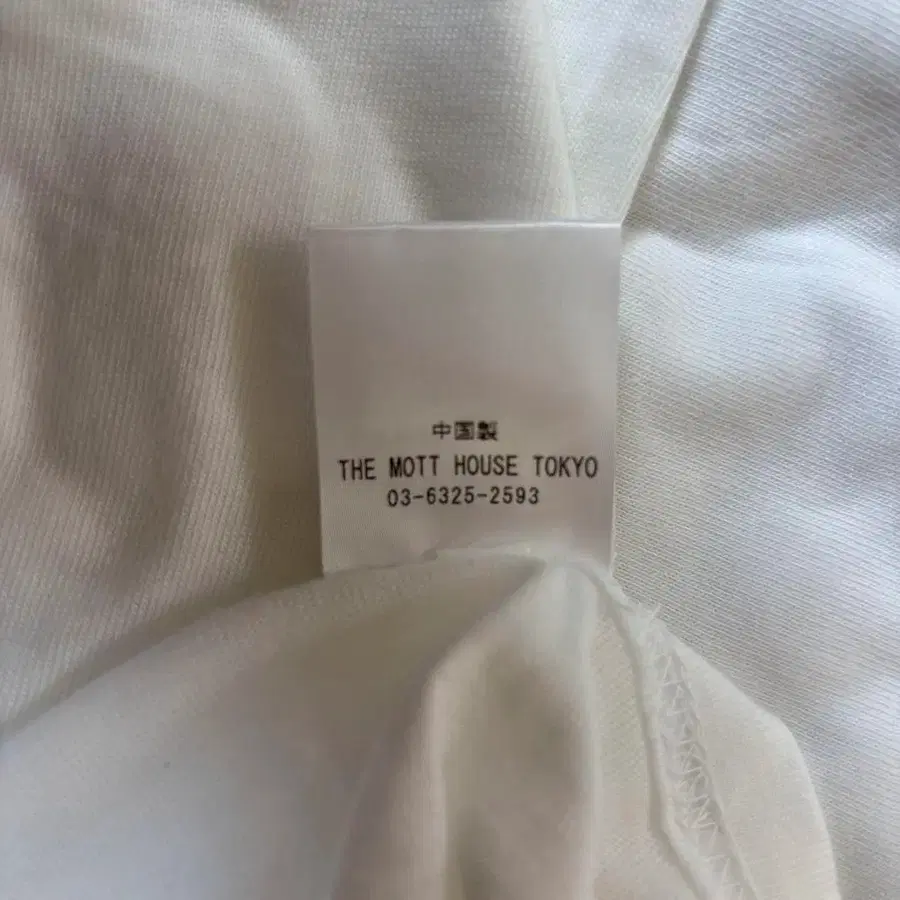 中国製
THE MOTT HOUSE TOKYO
03-6325-2593